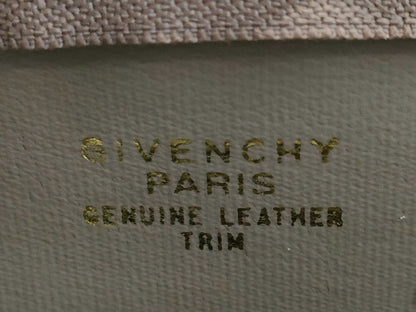 GIVENCHY
PARIS
GENUINE LEATHER
TRIM